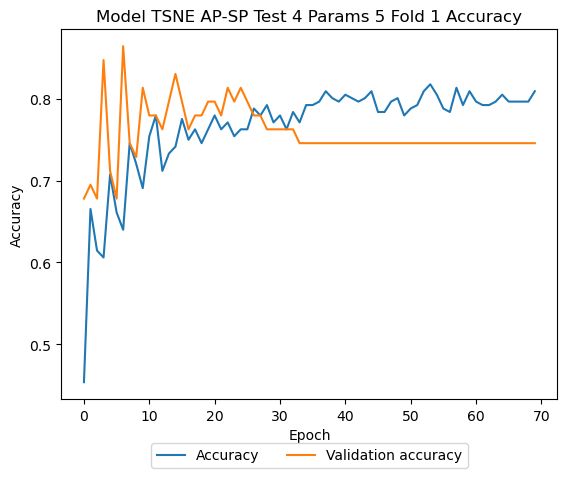 Model TSNE AP-SP Test 4 Params 5 Fold 1 Accuracy
0.8
0.7
0.6
0.5
Accuracy
0 10 20 30 40 50 60 70
Epoch
Accuracy Validation accuracy